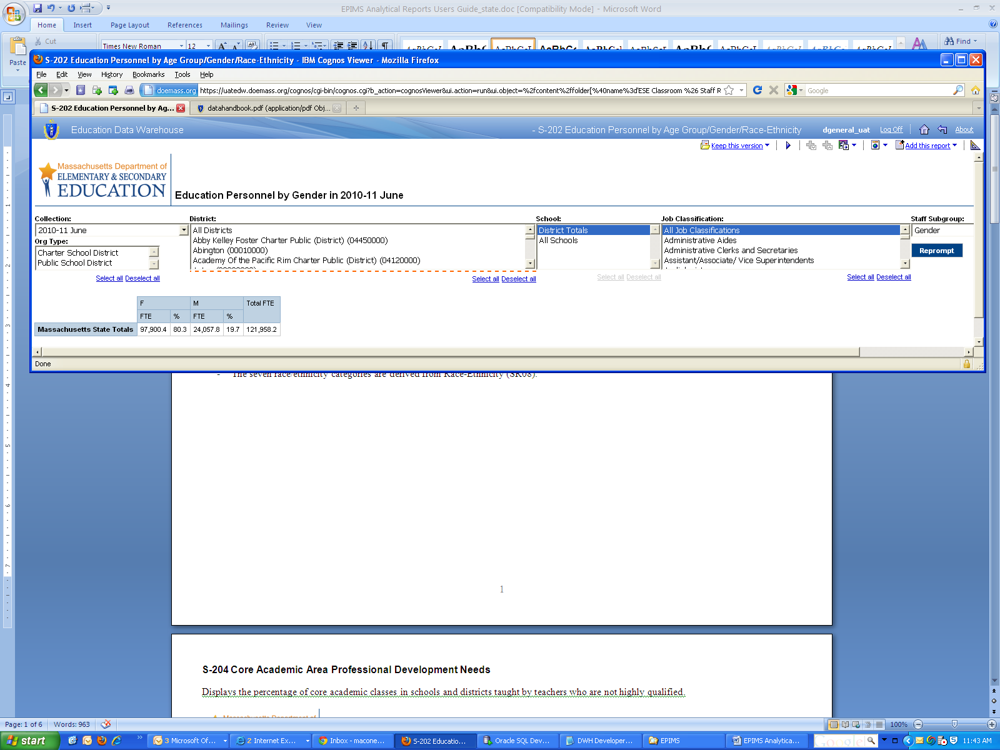 EPIMS Analytical Reports Users Guide_state.doc [Compatibility Mode] - Microsoft Word
Home Insert Page Layout References Mailings Review View
Cut
Paste
Times New Roman 12
Find
S-202 Education Personnel by Age Group/Gender/Race-Ethnicity - IBM Cognos Viewer - Mozilla Firefox
File Edit View History Bookmarks Tools Help
doemass.org https://uatedw.doemass.org/cognos/cgi-bin/cognos.cgi?b_action=cognosViewer&ui.action=run&ui.object=%2fcontent%2ffolder[%40name%3d'ESE Classroom %26 Staff R
Google
S-202 Education Personnel by Ag... datahandbook.pdf (application/pdf Obj...
Education Data Warehouse - S-202 Education Personnel by Age Group/Gender/Race-Ethnicity dgeneral_uat Log Off About
Keep this version Add this report
Massachusetts Department of
ELEMENTARY & SECONDARY
EDUCATION
Education Personnel by Gender in 2010-11 June
Collection: District: School: Job Classification: Staff Subgroup:
2010-11 June All Districts District Totals All Job Classifications Gender
Org Type: Abby Kelley Foster Charter Public (District) (04450000) All Schools Administrative Aides
Charter School District Abington (00010000) Administrative Clerks and Secretaries Reprompt
Public School District Academy Of the Pacific Rim Charter Public (District) (04120000) Assistant/Associate/ Vice Superintendents
Select all Deselect all Select all Deselect all Select all Deselect all Select all Deselect all
F M Total FTE
FTE % FTE %
Massachusetts State Totals 97,900.4 80.3 24,057.8 19.7 121,958.2
Done
- The seven race/ethnicity categories are derived from Race-Ethnicity (SR08).
1
S-204 Core Academic Area Professional Development Needs
Displays the percentage of core academic classes in schools and districts taught by teachers who are not highly qualified.
Massachusetts Department of
Page: 1 of 6 Words: 963 100%
start 3 Microsoft Of... 2 Internet Ex... Inbox - macone... S-202 Educatio... Oracle SQL Dev... DWH Developer... EPIMS EPIMS Analytica... Google 11:43 AM